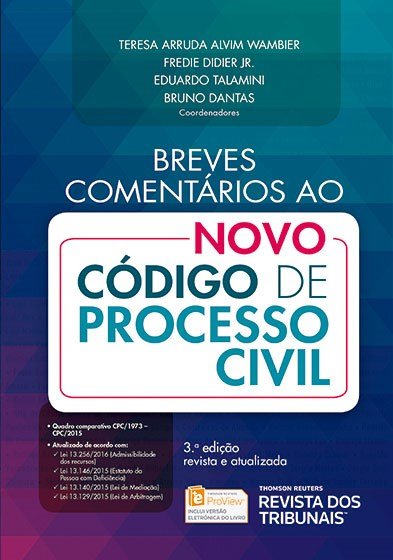 TERESA ARRUDA ALVIM WAMBIER
FREDIE DIDIER JR.
EDUARDO TALAMINI
BRUNO DANTAS
Coordenadores
BREVES
COMENTÁRIOS AO
NOVO
CÓDIGO DE
PROCESSO
CIVIL
• Quadro comparativo CPC/1973 –
CPC/2015
• Atualizado de acordo com:
✓ Lei 13.256/2016 (Admissibilidade
dos recursos)
✓ Lei 13.146/2015 (Estatuto da
Pessoa com Deficiência)
✓ Lei 13.140/2015 (Lei de Mediação)
✓ Lei 13.129/2015 (Lei de Arbitragem)
3.ª edição
revista e atualizada
THOMSON REUTERS
ProView
INCLUI VERSÃO
ELETRÔNICA DO LIVRO
THOMSON REUTERS
REVISTA DOS
TRIBUNAIS™